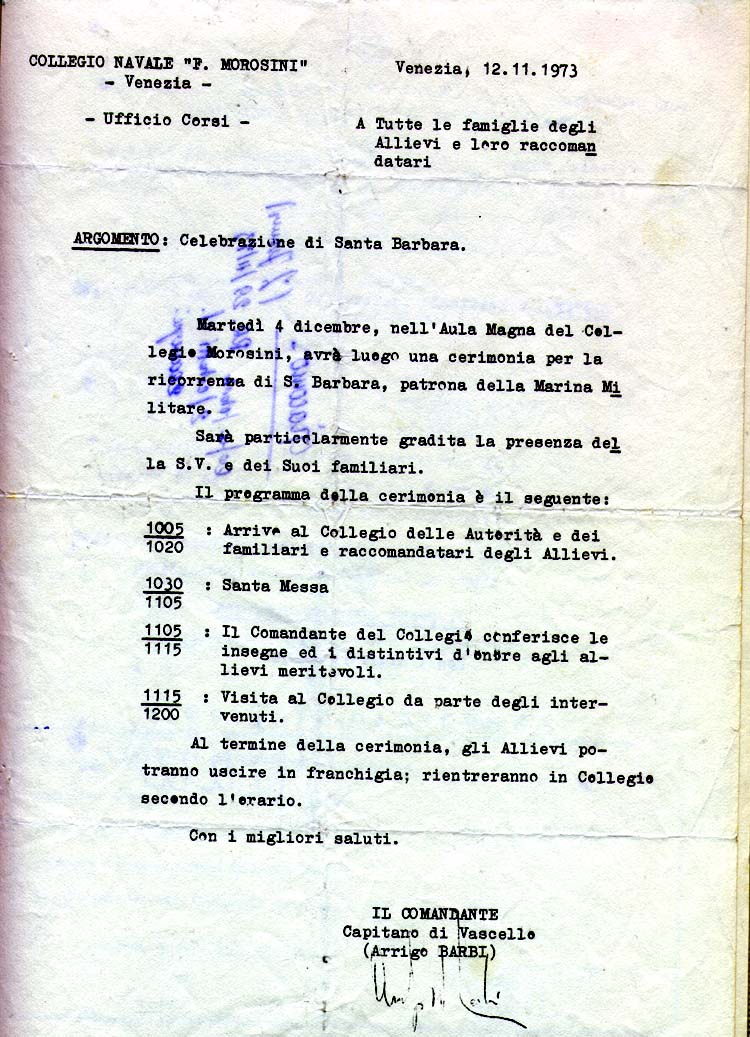 COLLEGIO NAVALE "F. MOROSINI"
- Venezia -
- Ufficio Corsi -
Venezia, 12.11.1973
A Tutte le famiglie degli
Allievi e loro raccoman
datari
ARGOMENTO: Celebrazione di Santa Barbara.
Martedì 4 dicembre, nell'Aula Magna del Col-
legio Morosini, avrà luogo una cerimonia per la
ricorrenza di S. Barbara, patrona della Marina Mi
litare.
Sarà particolarmente gradita la presenza del
la S.V. e dei Suoi familiari.
Il programma della cerimonia è il seguente:
1005 : Arrivo al Collegio delle Autorità e dei
1020 familiari e raccomandatari degli Allievi.
1030 : Santa Messa
1105
1105 : Il Comandante del Collegio conferisce le
1115 insegne ed i distintivi d'onore agli al-
lievi meritevoli.
1115 : Visita al Collegio da parte degli inter-
1200 venuti.
Al termine della cerimonia, gli Allievi po-
tranno uscire in franchigia; rientreranno in Collegio
secondo l'orario.
Con i migliori saluti.
IL COMANDANTE
Capitano di Vascello
(Arrigo BARBI)